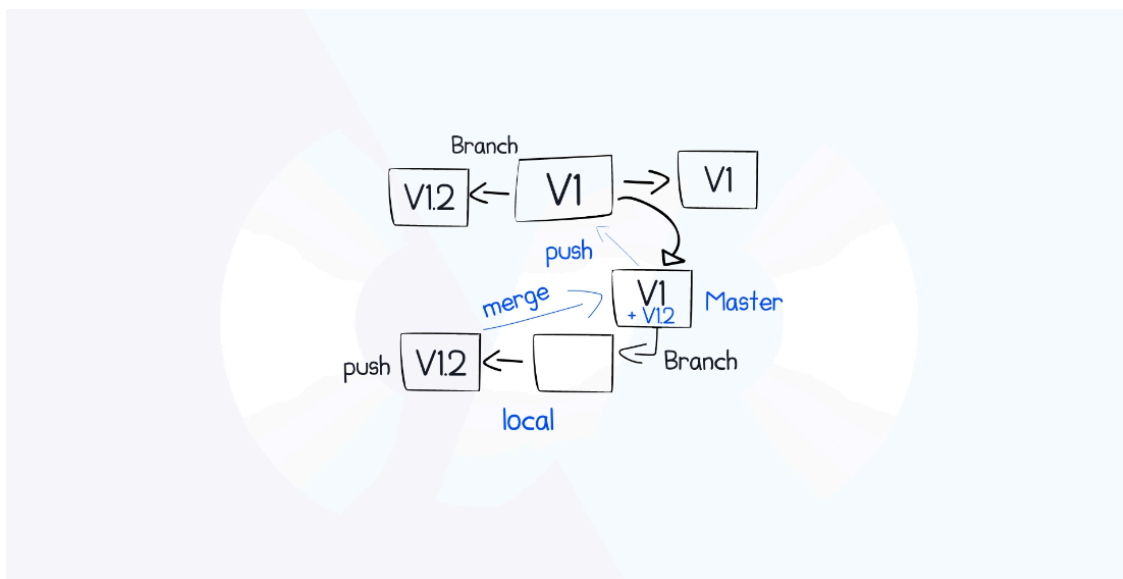 Branch
V1.2
V1
V1
push
merge
V1
+ V1.2
Master
push
V1.2
Branch
local